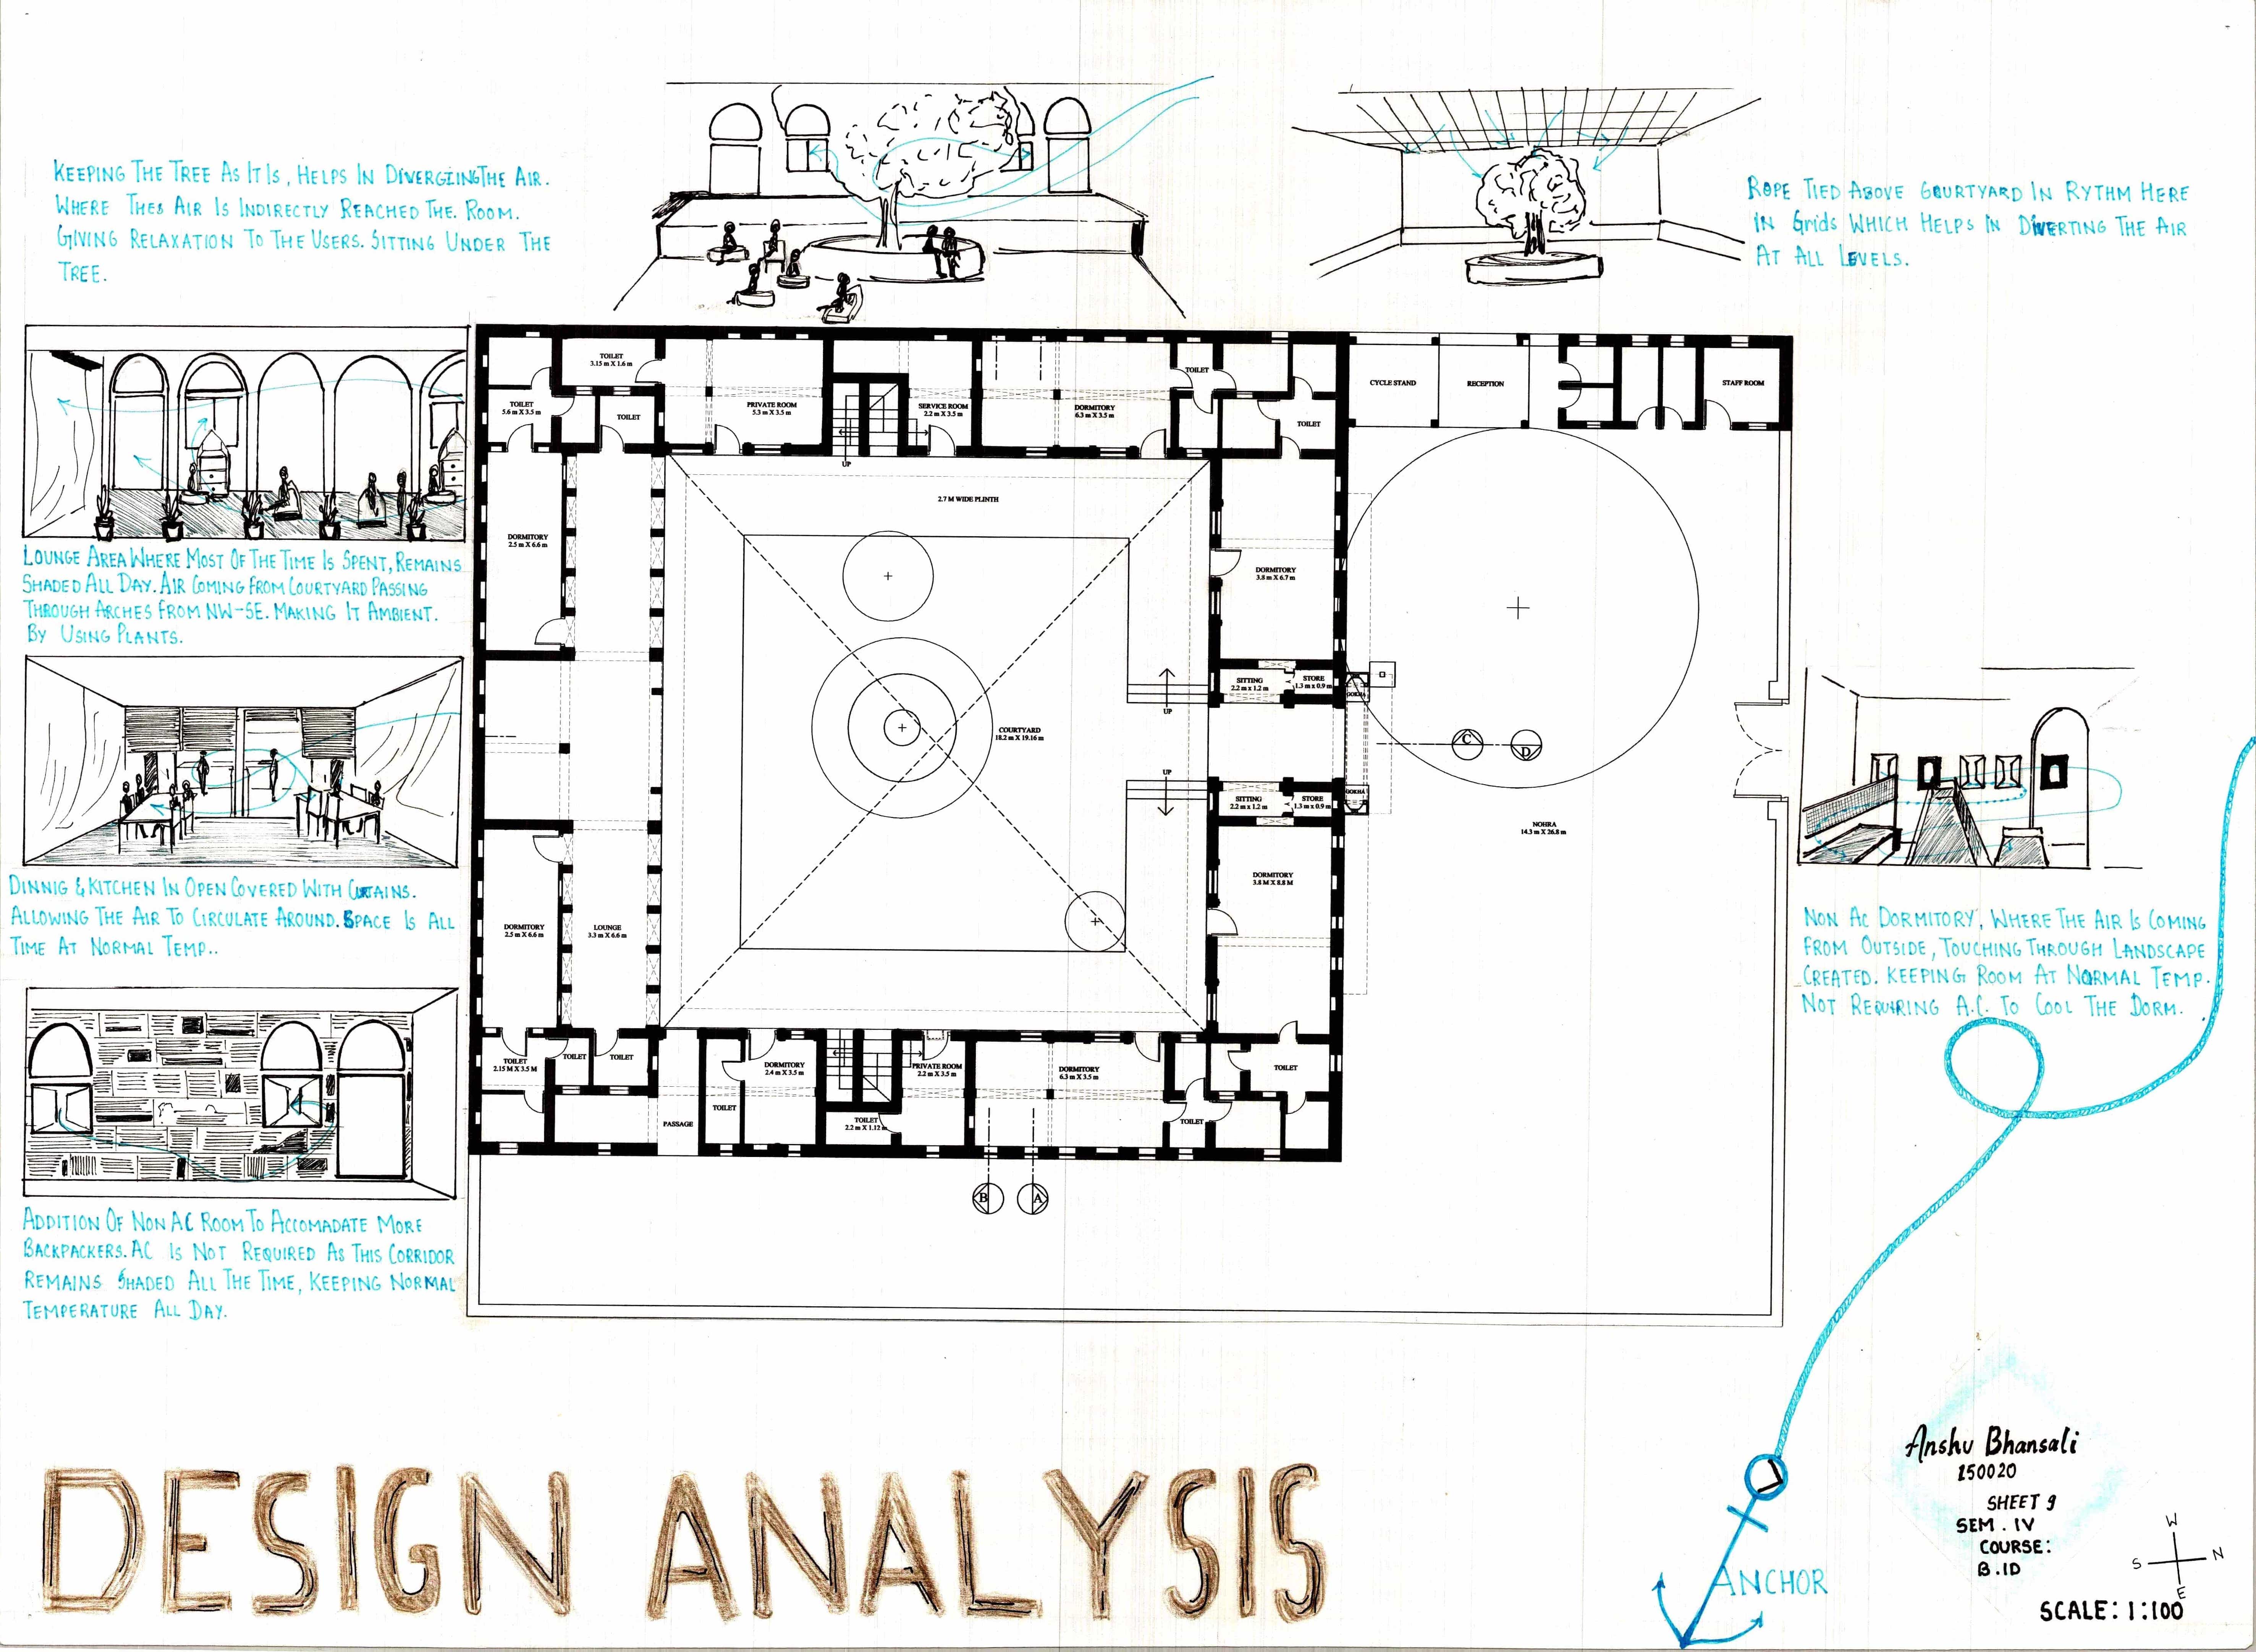 KEEPING THE TREE AS IT IS, HELPS IN DIVERGIING THE AIR.
WHERE THES AIR IS INDIRECTLY REACHED THE. ROOM.
GIVING RELAXATION TO THE USERS. SITTING UNDER THE
TREE.
ROPE TIED ABOVE COURTYARD IN RYTHM HERE
IN GRIDS WHICH HELPS IN DIVERTING THE AIR
AT ALL LEVELS.
LOUNGE AREA WHERE MOST OF THE TIME IS SPENT, REMAINS
SHADED ALL DAY. AIR COMING FROM COURTYARD PASSING
THROUGH ARCHES FROM NW-SE. MAKING IT AMBIENT.
BY USING PLANTS.
DINNIG & KITCHEN IN OPEN COVERED WITH CURTAINS.
ALLOWING THE AIR TO CIRCULATE AROUND. SPACE IS ALL
TIME AT NORMAL TEMP..
ADDITION OF NON AC ROOM TO ACCOMADATE MORE
BACKPACKERS. AC IS NOT REQUIRED AS THIS CORRIDOR
REMAINS SHADED ALL THE TIME, KEEPING NORMAL
TEMPERATURE ALL DAY.
TOILET
3.15 m X 1.6 m
TOILET
5.6 m X 3.5 m
TOILET
PRIVATE ROOM
5.3 m X 3.5 m
UP
SERVICE ROOM
2.2 m X 3.5 m
DORMITORY
6.3 m X 3.5 m
TOILET
TOILET
CYCLE STAND
RECEPTION
STAFF ROOM
2.7 M WIDE PLINTH
DORMITORY
2.5 m X 6.6 m
DORMITORY
3.8 m X 6.7 m
SITTING
2.2 m x 1.2 m
STORE
1.3 m x 0.9 m
GOKHA
UP
COURTYARD
18.2 m X 19.16 m
C
D
UP
SITTING
2.2 m x 1.2 m
STORE
1.3 m x 0.9 m
GOKHA
NOHRA
14.3 m X 26.8 m
DORMITORY
3.8 M X 8.8 M
DORMITORY
2.5 m X 6.6 m
LOUNGE
3.3 m X 6.6 m
TOILET
2.15 M X 3.5 M
TOILET
TOILET
PASSAGE
TOILET
DORMITORY
2.4 m X 3.5 m
TOILET
2.2 m X 1.12 m
PRIVATE ROOM
2.2 m X 3.5 m
DORMITORY
6.3 m X 3.5 m
TOILET
TOILET
B
A
NON AC DORMITORY, WHERE THE AIR IS COMING
FROM OUTSIDE, TOUCHING THROUGH LANDSCAPE
CREATED. KEEPING ROOM AT NORMAL TEMP.
NOT REQUIRING A.C. TO COOL THE DORM.
DESIGN ANALYSIS
ANCHOR
Anshu Bhansali
150020
SHEET 9
SEM. IV
COURSE:
B.ID
W
S
N
E
SCALE: 1:100